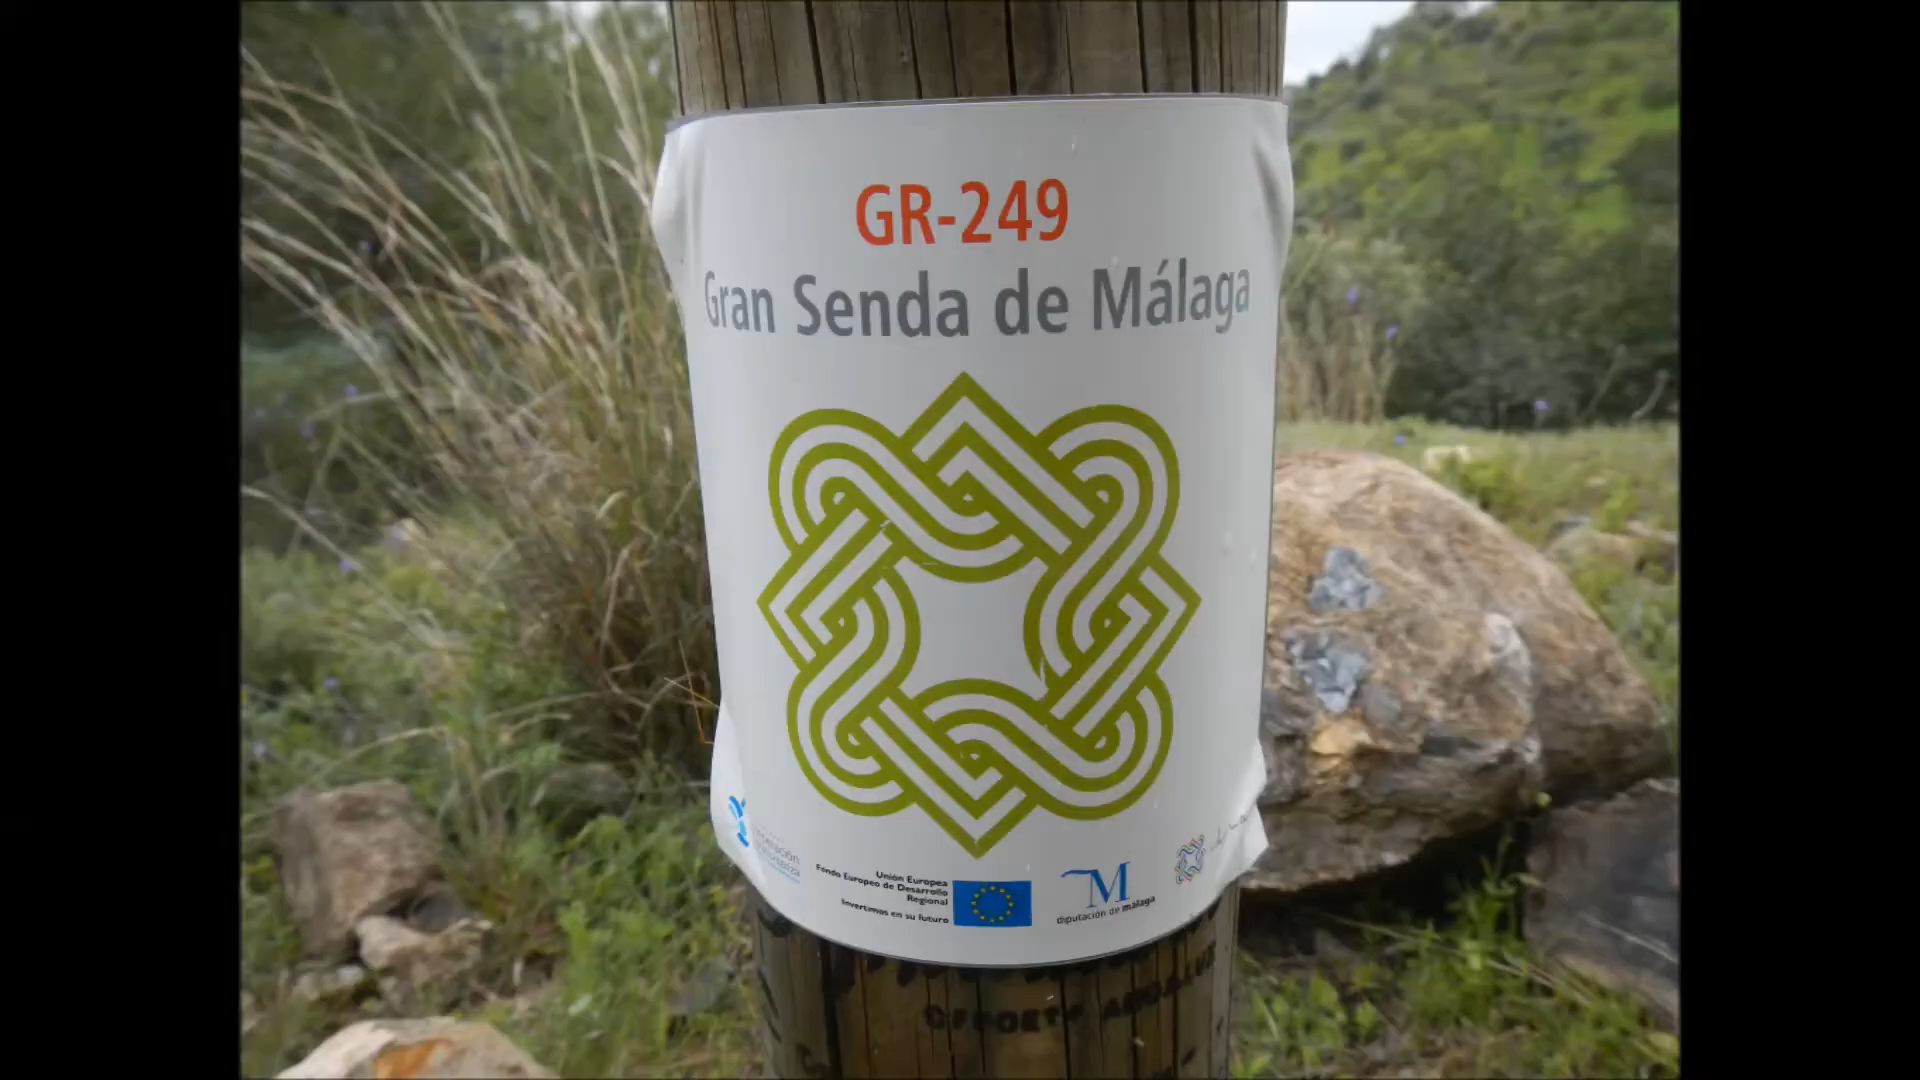 GR-249
Gran Senda de Málaga
Unión Europea
Fondo Europeo de Desarrollo
Regional
Invertimos en su futuro
M
diputación de málaga